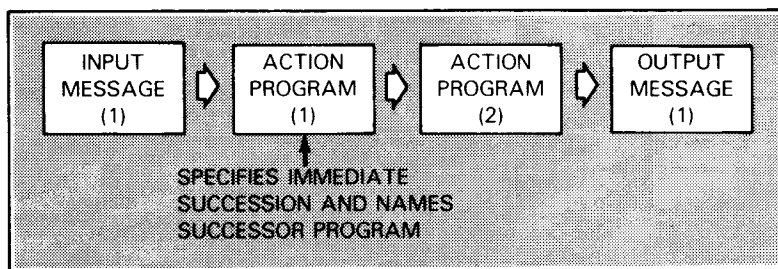 INPUT
MESSAGE
(1)
ACTION
PROGRAM
(1)
ACTION
PROGRAM
(2)
OUTPUT
MESSAGE
(1)
SPECIFIES IMMEDIATE
SUCCESSION AND NAMES
SUCCESSOR PROGRAM